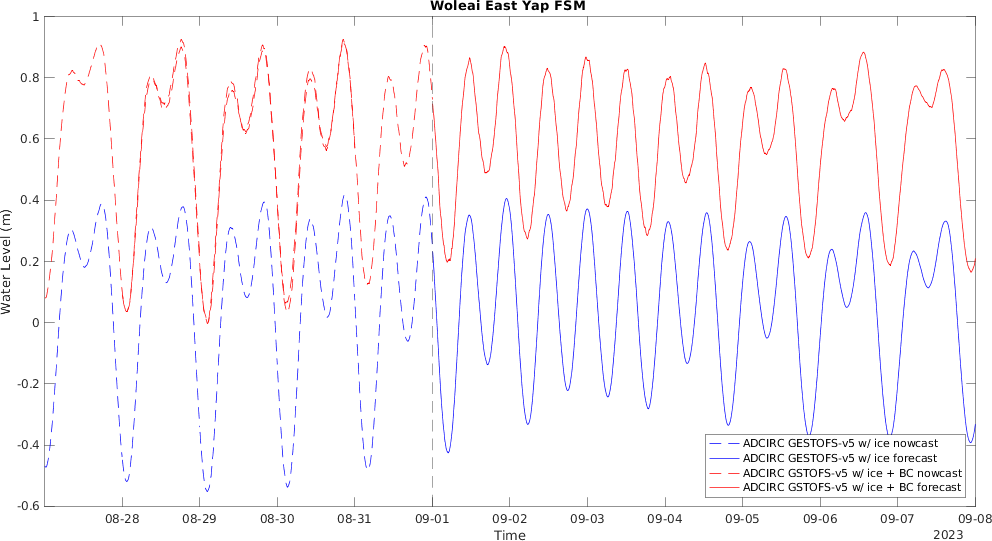 Woleai East Yap FSM
1
0.8
0.6
0.4
0.2
0
-0.2
-0.4
-0.6
Water Level (m)
08-28 08-29 08-30 08-31 09-01 09-02 09-03 09-04 09-05 09-06 09-07 09-08
Time
2023
ADCIRC GESTOFS-v5 w/ ice nowcast
ADCIRC GESTOFS-v5 w/ ice forecast
ADCIRC GSTOFS-v5 w/ ice + BC nowcast
ADCIRC GSTOFS-v5 w/ ice + BC forecast